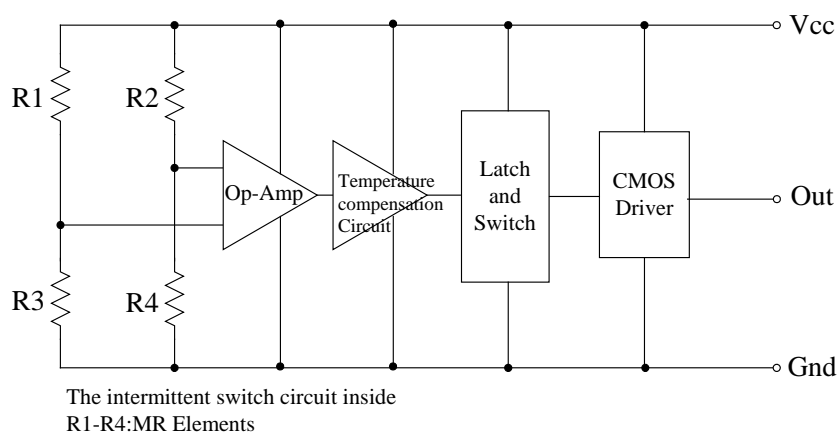 Vcc
R1
R2
Op-Amp
Temperature
compensation
Circuit
Latch
and
Switch
CMOS
Driver
Out
R3
R4
Gnd
The intermittent switch circuit inside
R1-R4:MR Elements